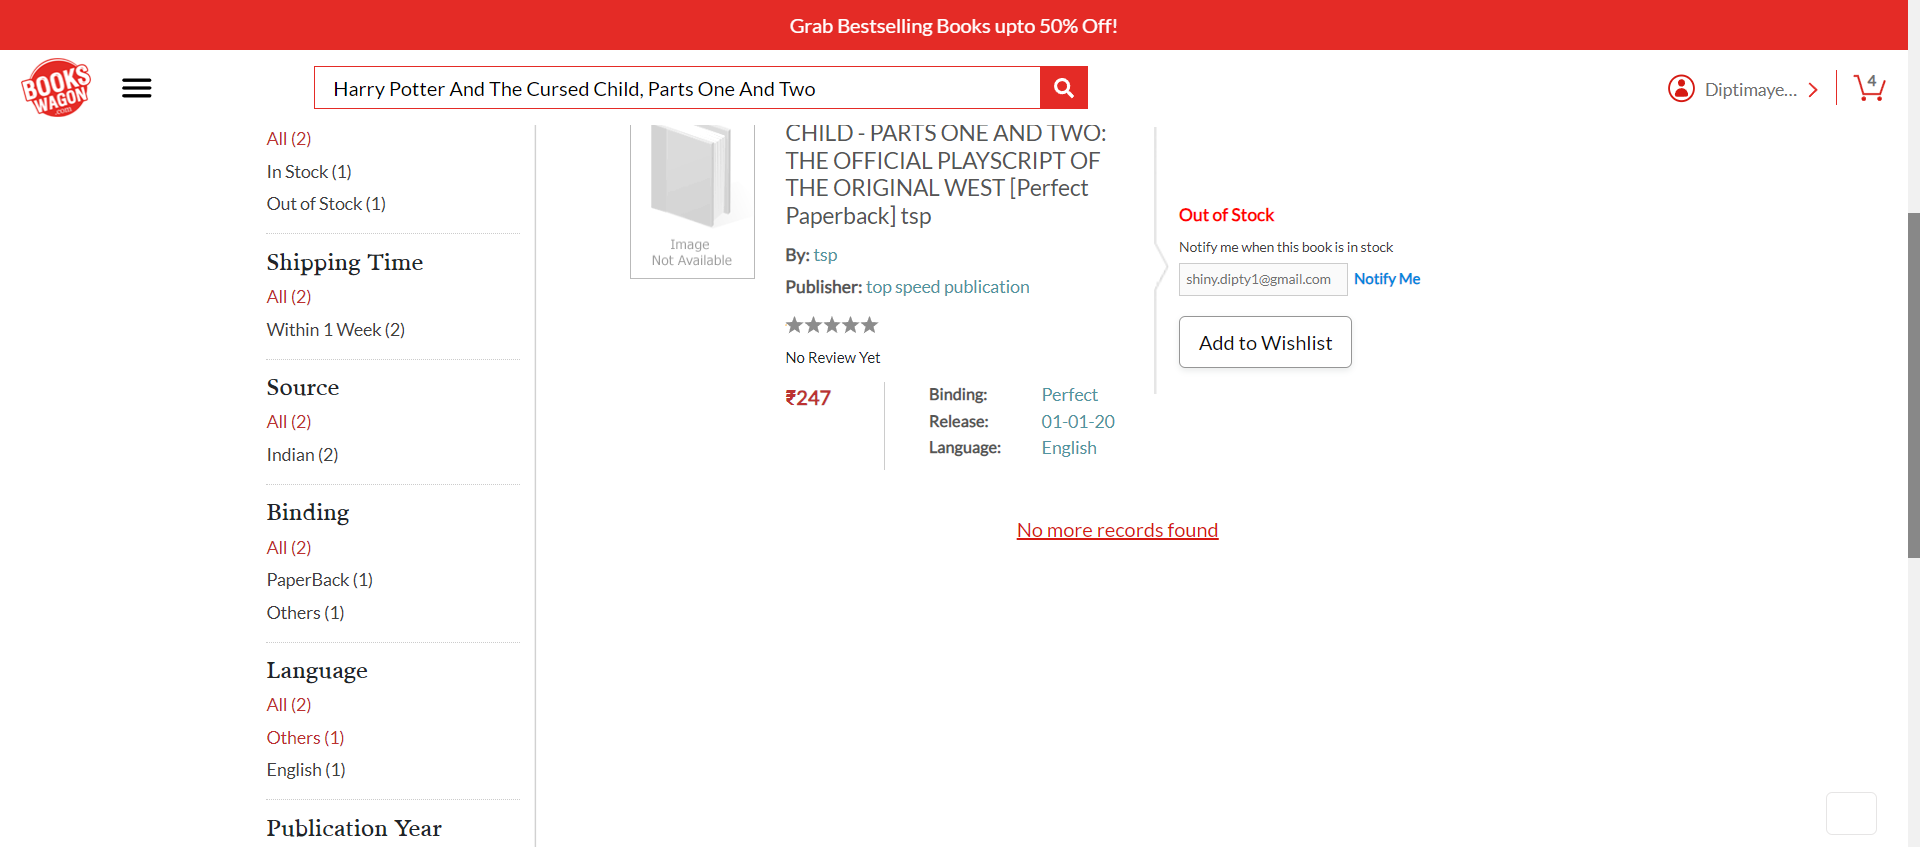 Grab Bestselling Books upto 50% Off!
BOOKS
WAGON
.com
Harry Potter And The Cursed Child, Parts One And Two
Diptimaye...
4
All (2)
In Stock (1)
Out of Stock (1)
Shipping Time
All (2)
Within 1 Week (2)
Source
All (2)
Indian (2)
Binding
All (2)
PaperBack (1)
Others (1)
Language
All (2)
Others (1)
English (1)
Publication Year
Image
Not Available
CHILD - PARTS ONE AND TWO:
THE OFFICIAL PLAYSCRIPT OF
THE ORIGINAL WEST [Perfect
Paperback] tsp
By: tsp
Publisher: top speed publication
No Review Yet
₹247
Binding: Perfect
Release: 01-01-20
Language: English
Out of Stock
Notify me when this book is in stock
shiny.dipty1@gmail.com Notify Me
Add to Wishlist
No more records found